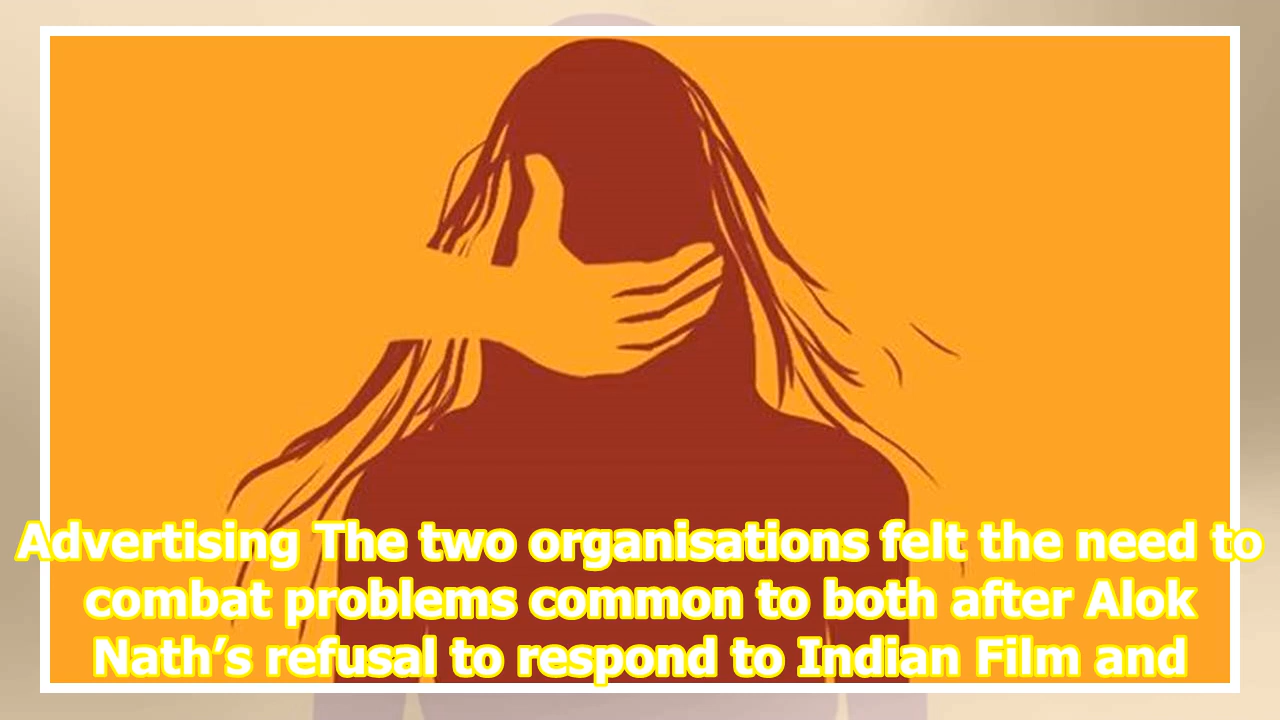 Advertising The two organisations felt the need to
combat problems common to both after Alok
Nath’s refusal to respond to Indian Film and